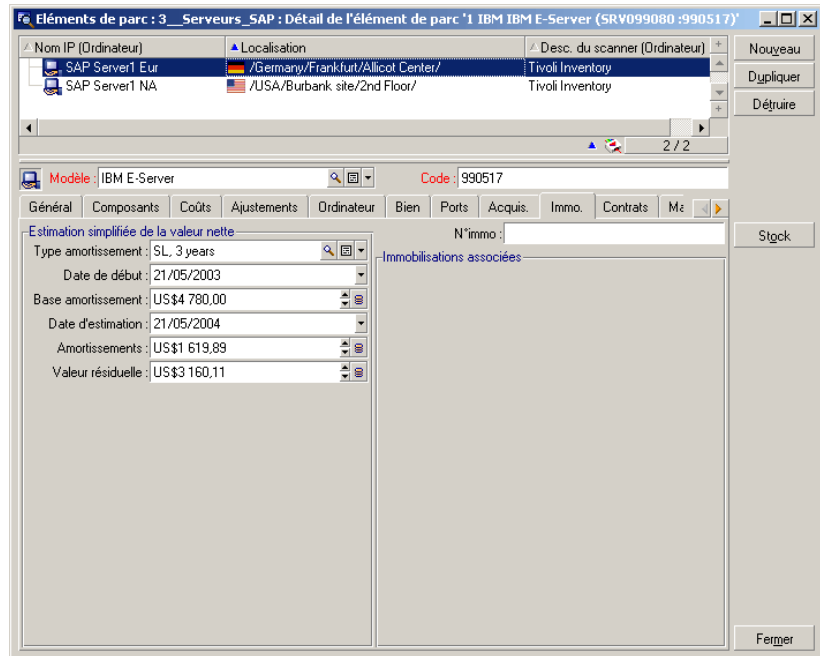 Eléments de parc : 3__Serveurs_SAP : Détail de l'élément de parc '1 IBM IBM E-Server (SRV099080 :990517)'
Nom IP (Ordinateur) Localisation Desc. du scanner (Ordinateur)
SAP Server1 Eur /Germany/Frankfurt/Allicot Center/ Tivoli Inventory
SAP Server1 NA /USA/Burbank site/2nd Floor/ Tivoli Inventory
2 / 2
Nouveau
Dupliquer
Détruire
Modèle : IBM E-Server Code : 990517
Général Composants Coûts Ajustements Ordinateur Bien Ports Acquis. Immo. Contrats Ma
Estimation simplifiée de la valeur nette
Type amortissement : SL, 3 years
Date de début : 21/05/2003
Base amortissement : US$4 780,00
Date d'estimation : 21/05/2004
Amortissements : US$1 619,89
Valeur résiduelle : US$3 160,11
N°immo :
Immobilisations associées
Stock
Fermer